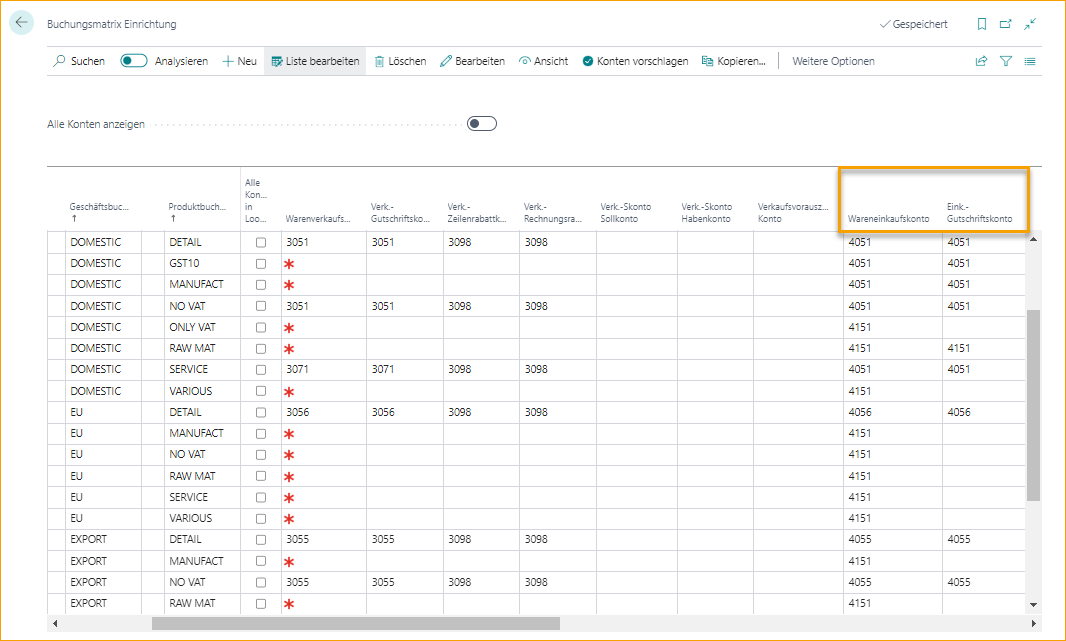 Buchungsmatrix Einrichtung
Gespeichert
Suchen Analysieren Neu Liste bearbeiten Löschen Bearbeiten Ansicht Konten vorschlagen Kopieren... Weitere Optionen
Alle Konten anzeigen
Geschäftsbuc... ↑
Produktbuch... ↑
Alle Kon... in Loo...
Warenverkaufs...
Verk.- Gutschriftsko...
Verk.- Zeilenrabattk...
Verk.- Rechnungsra...
Verk.-Skonto Sollkonto
Verk.-Skonto Habenkonto
Verkaufsvorausz... Konto
Wareneinkaufskonto
Eink.- Gutschriftskonto
DOMESTIC DETAIL 3051 3051 3098 3098 4051 4051
DOMESTIC GST10 * 4051 4051
DOMESTIC MANUFACT * 4051 4051
DOMESTIC NO VAT 3051 3051 3098 3098 4051 4051
DOMESTIC ONLY VAT * 4151
DOMESTIC RAW MAT * 4151 4151
DOMESTIC SERVICE 3071 3071 3098 3098 4051 4051
DOMESTIC VARIOUS * 4151
EU DETAIL 3056 3056 3098 3098 4056 4056
EU MANUFACT * 4151
EU NO VAT * 4151
EU RAW MAT * 4151
EU SERVICE * 4151
EU VARIOUS * 4151
EXPORT DETAIL 3055 3055 3098 3098 4055 4055
EXPORT MANUFACT * 4151
EXPORT NO VAT 3055 3055 3098 3098 4055 4055
EXPORT RAW MAT * 4151